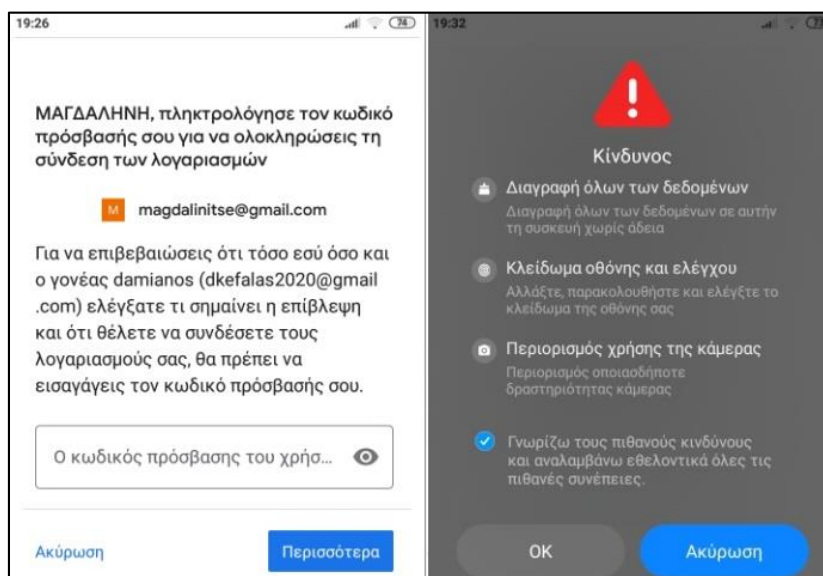 19:26
74
ΜΑΓΔΑΛΗΝΗ, πληκτρολόγησε τον κωδικό
πρόσβασής σου για να ολοκληρώσεις τη
σύνδεση των λογαριασμών
M magdalinitse@gmail.com
Για να επιβεβαιώσεις ότι τόσο εσύ όσο και
ο γονέας damianos (dkefalas2020@gmail
.com) ελέγξατε τι σημαίνει η επίβλεψη
και ότι θέλετε να συνδέσετε τους
λογαριασμούς σας, θα πρέπει να
εισαγάγεις τον κωδικό πρόσβασής σου.
Ο κωδικός πρόσβασης του χρήσ...
Ακύρωση
Περισσότερα
19:32
Κίνδυνος
Διαγραφή όλων των δεδομένων
Διαγραφή όλων των δεδομένων σε αυτήν
τη συσκευή χωρίς άδεια
Κλείδωμα οθόνης και ελέγχου
Αλλάξτε, παρακολουθήστε και ελέγξτε το
κλείδωμα της οθόνης σας
Περιορισμός χρήσης της κάμερας
Περιορισμός οποιασδήποτε
δραστηριότητας κάμερας
Γνωρίζω τους πιθανούς κινδύνους
και αναλαμβάνω εθελοντικά όλες τις
πιθανές συνέπειες.
OK
Ακύρωση